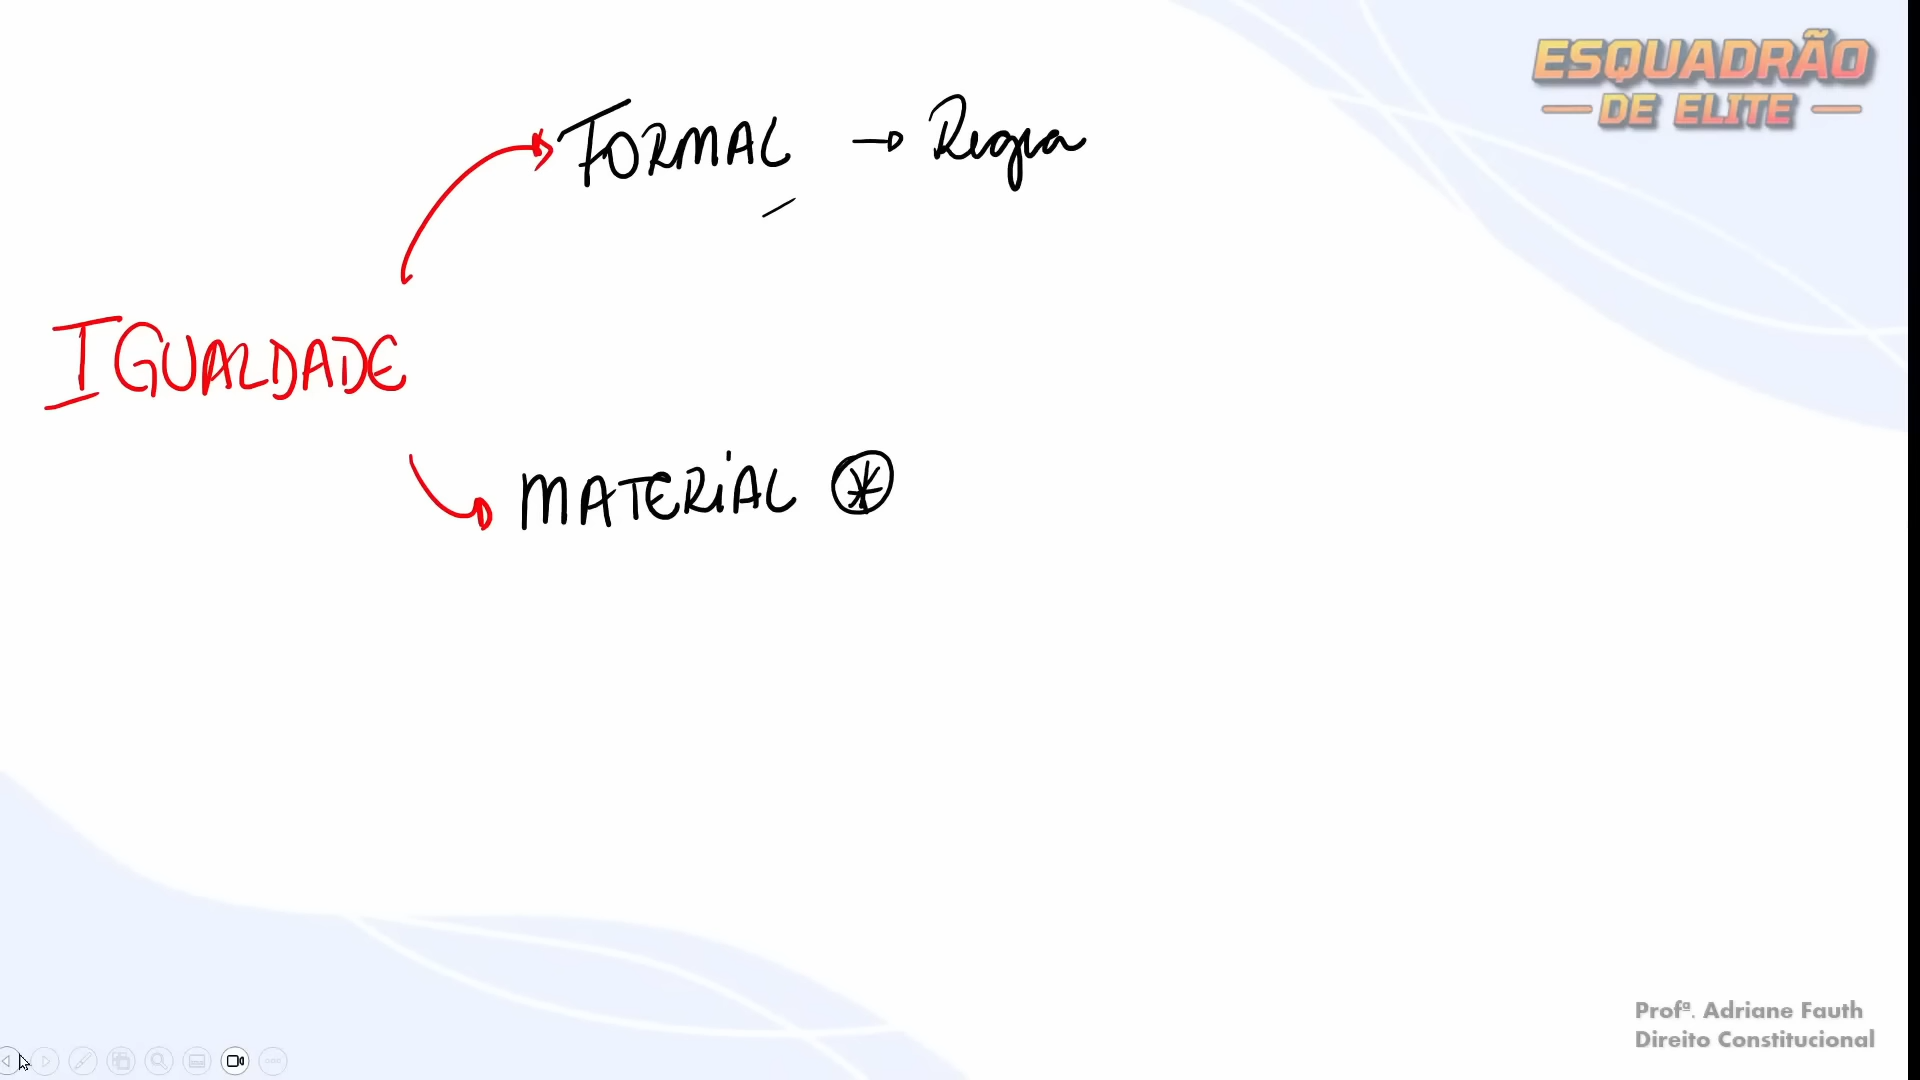 ESQUADRÃO
DE ELITE
FORMAL → Regra
IGUALDADE
MATERIAL
Profª. Adriane Fauth
Direito Constitucional